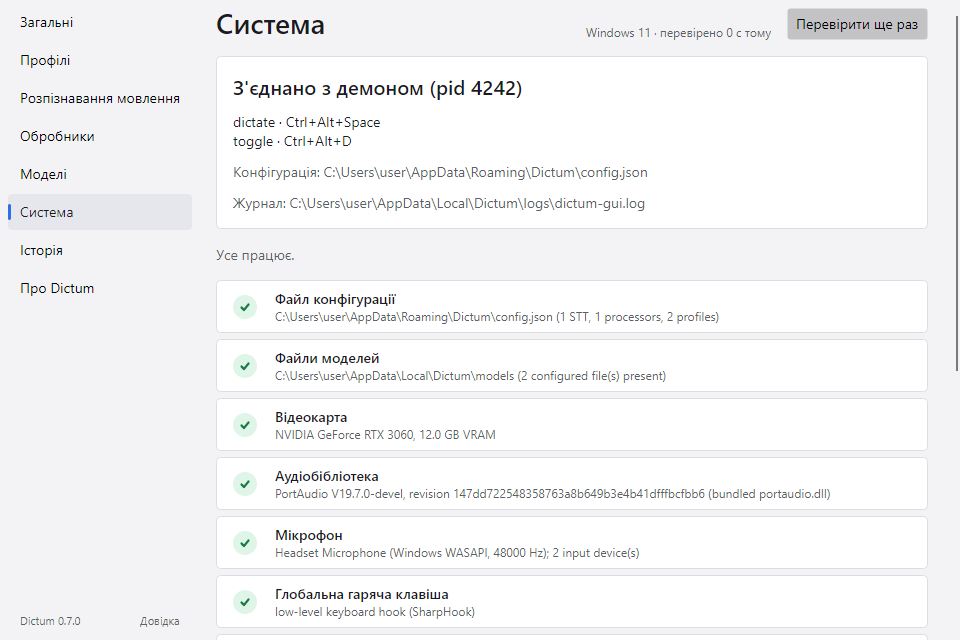 Загальні
Профілі
Розпізнавання мовлення
Обробники
Моделі
Система
Історія
Про Dictum
Dictum 0.7.0
Довідка
Система
Windows 11 · перевірено 0 с тому
Перевірити ще раз
З'єднано з демоном (pid 4242)
dictate · Ctrl+Alt+Space
toggle · Ctrl+Alt+D
Конфігурація: C:\Users\user\AppData\Roaming\Dictum\config.json
Журнал: C:\Users\user\AppData\Local\Dictum\logs\dictum-gui.log
Усе працює.
Файл конфігурації
C:\Users\user\AppData\Roaming\Dictum\config.json (1 STT, 1 processors, 2 profiles)
Файли моделей
C:\Users\user\AppData\Local\Dictum\models (2 configured file(s) present)
Відеокарта
NVIDIA GeForce RTX 3060, 12.0 GB VRAM
Аудіобібліотека
PortAudio V19.7.0-devel, revision 147dd722548358763a8b649b3e4b41dfffbcfbb6 (bundled portaudio.dll)
Мікрофон
Headset Microphone (Windows WASAPI, 48000 Hz); 2 input device(s)
Глобальна гаряча клавіша
low-level keyboard hook (SharpHook)